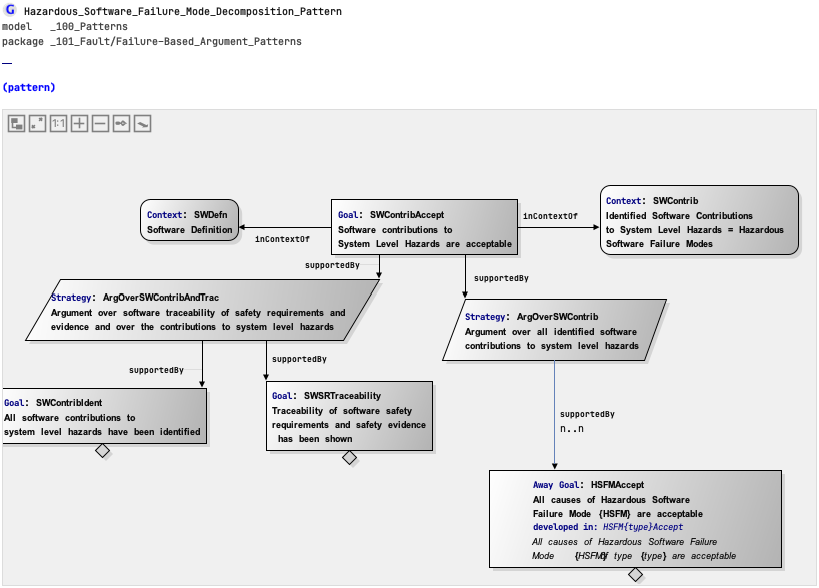 G Hazardous_Software_Failure_Mode_Decomposition_Pattern
model _100_Patterns
package _101_Fault/Failure-Based_Argument_Patterns
(pattern)
1:1
Context: SWDefn
Software Definition
inContextOf
Goal: SWContribAccept
Software contributions to
System Level Hazards are acceptable
inContextOf
Context: SWContrib
Identified Software Contributions
to System Level Hazards = Hazardous
Software Failure Modes
supportedBy
supportedBy
Strategy: ArgOverSWContribAndTrac
Argument over software traceability of safety requirements and
evidence and over the contributions to system level hazards
Strategy: ArgOverSWContrib
Argument over all identified software
contributions to system level hazards
supportedBy
supportedBy
Goal: SWContribIdent
All software contributions to
system level hazards have been identified
Goal: SWSRTraceability
Traceability of software safety
requirements and safety evidence
has been shown
supportedBy
n..n
Away Goal: HSFMAccept
All causes of Hazardous Software
Failure Mode {HSFM} are acceptable
developed in: HSFM{type}Accept
All causes of Hazardous Software Failure
Mode {HSFM} of type {type} are acceptable